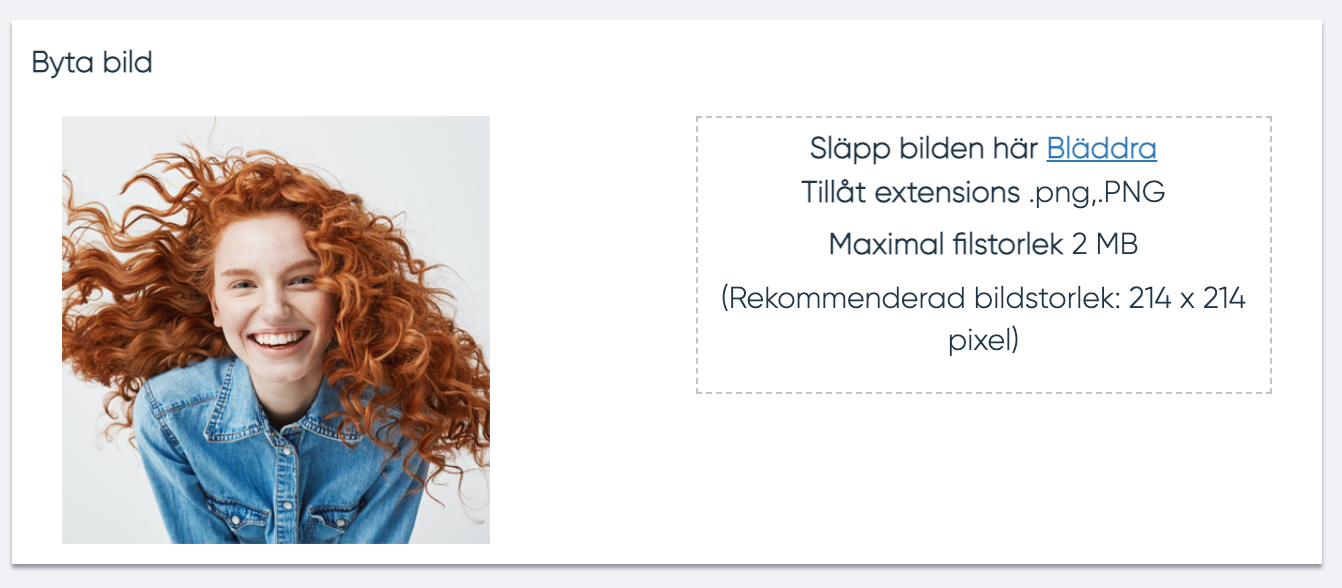 Byta bild
Släpp bilden här Bläddra
Tillåt extensions .png,.PNG
Maximal filstorlek 2 MB
(Rekommenderad bildstorlek: 214 x 214
pixel)